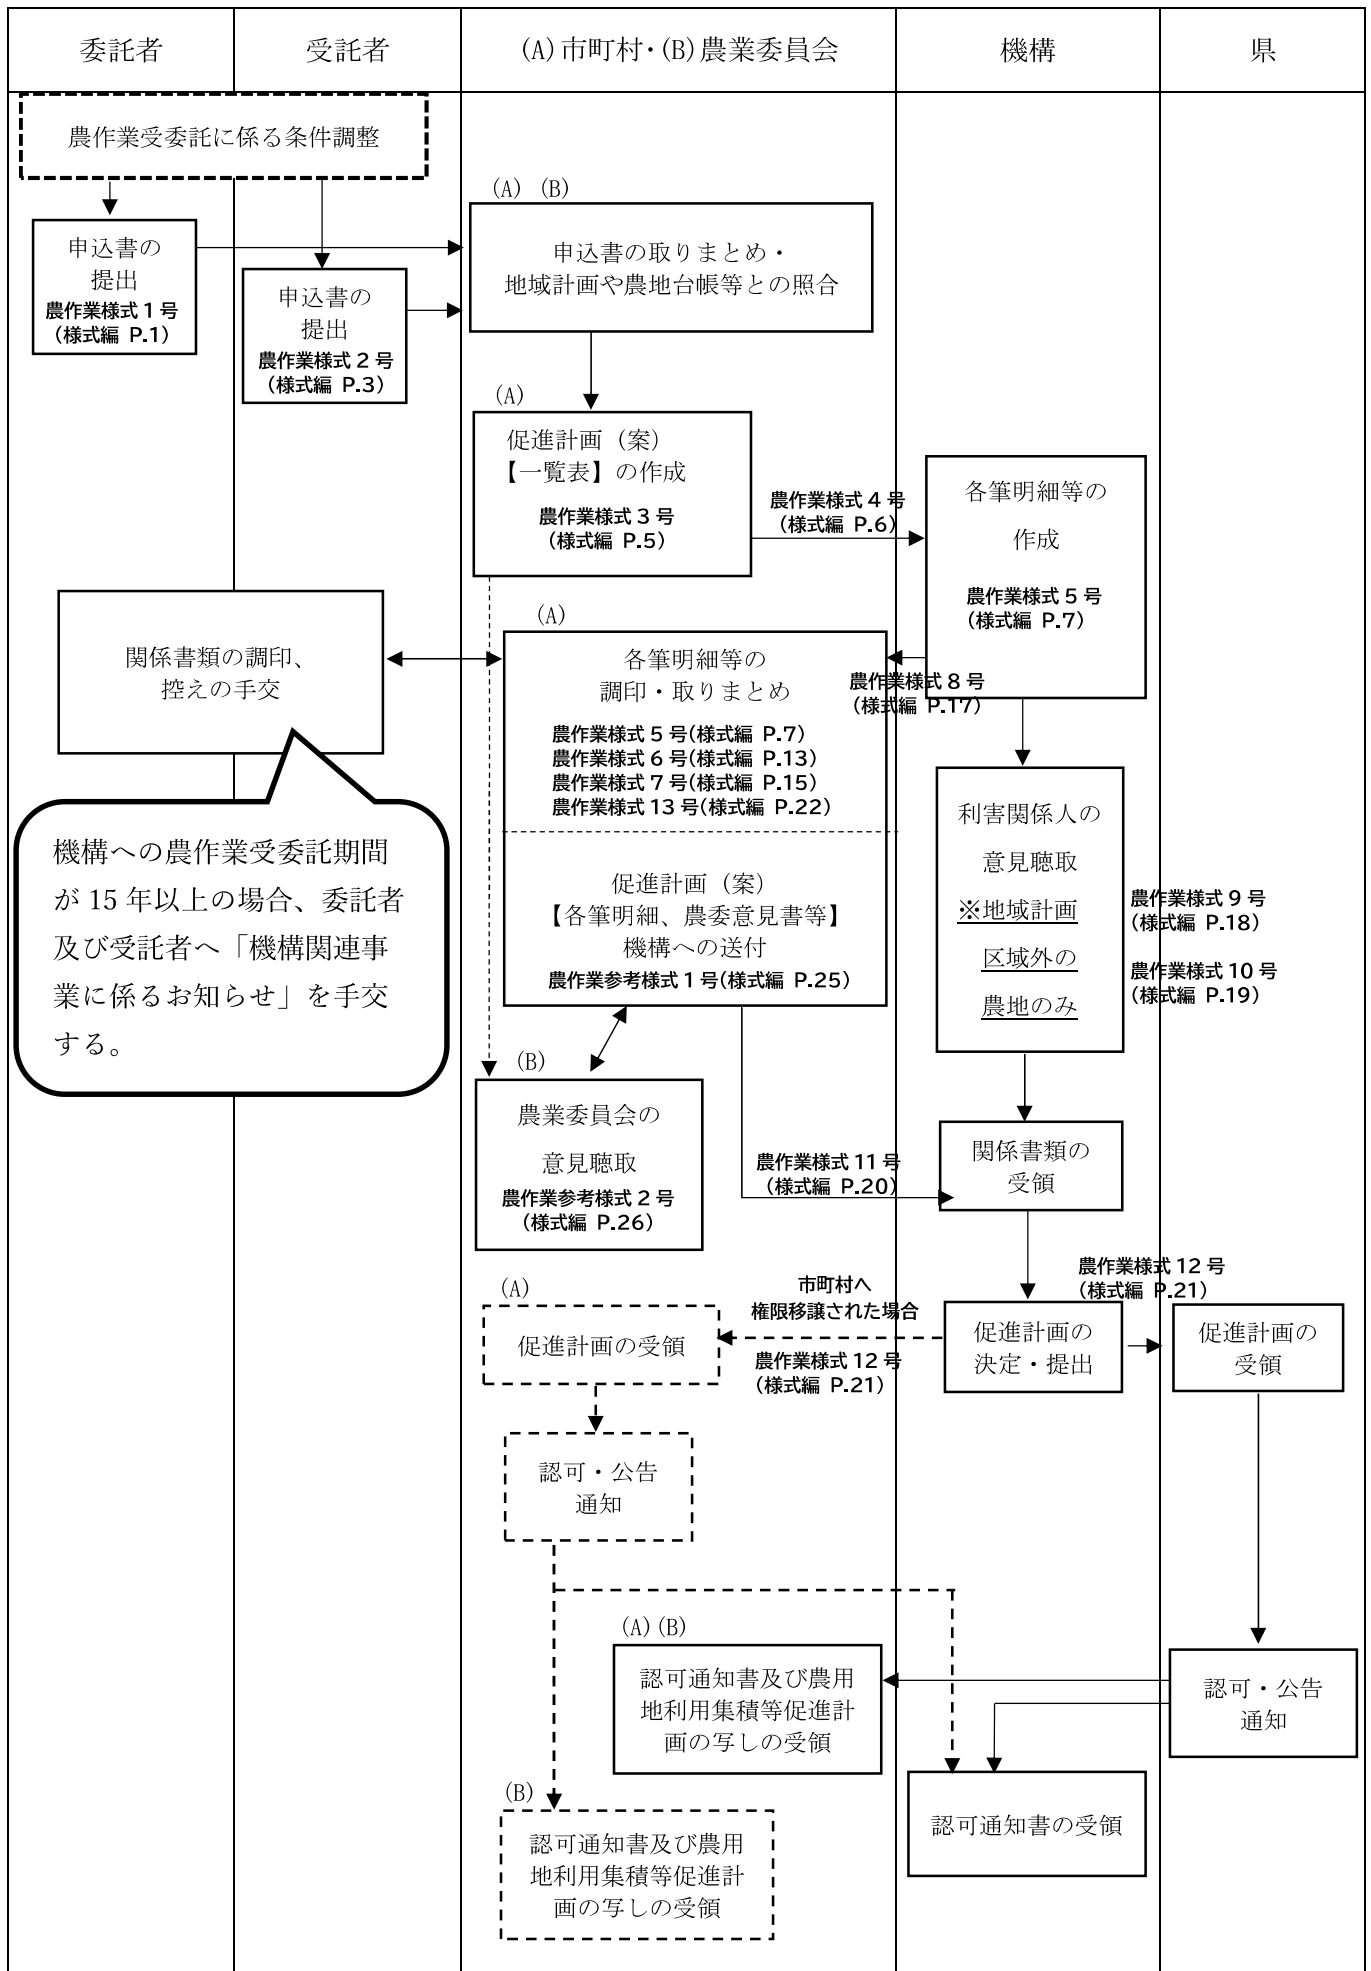 委託者
受託者
(A)市町村・(B)農業委員会
機構
県
農作業受委託に係る条件調整
申込書の
提出
農作業様式 1 号
(様式編 P.1)
申込書の
提出
農作業様式 2 号
(様式編 P.3)
(A) (B)
申込書の取りまとめ・
地域計画や農地台帳等との照合
(A)
促進計画（案）
【一覧表】の作成
農作業様式 3 号
(様式編 P.5)
農作業様式 4 号
(様式編 P.6)
各筆明細等の
作成
農作業様式 5 号
(様式編 P.7)
農作業様式 8 号
(様式編 P.17)
関係書類の調印、
控えの手交
機構への農作業受委託期間
が 15 年以上の場合、委託者
及び受託者へ「機構関連事
業に係るお知らせ」を手交
する。
(A)
各筆明細等の
調印・取りまとめ
農作業様式 5 号(様式編 P.7)
農作業様式 6 号(様式編 P.13)
農作業様式 7 号(様式編 P.15)
農作業様式 13 号(様式編 P.22)
促進計画（案）
【各筆明細、農委意見書等】
機構への送付
農作業参考様式 1 号(様式編 P.25)
利害関係人の
意見聴取
※地域計画
区域外の
農地のみ
農作業様式 9 号
(様式編 P.18)
農作業様式 10 号
(様式編 P.19)
(B)
農業委員会の
意見聴取
農作業参考様式 2 号
(様式編 P.26)
農作業様式 11 号
(様式編 P.20)
関係書類の
受領
農作業様式 12 号
(様式編 P.21)
促進計画の
決定・提出
促進計画の
受領
市町村へ
権限移譲された場合
農作業様式 12 号
(様式編 P.21)
(A)
促進計画の受領
認可・公告
通知
(A)(B)
認可通知書及び農用
地利用集積等促進計
画の写しの受領
認可・公告
通知
認可通知書の受領
(B)
認可通知書及び農用
地利用集積等促進計
画の写しの受領